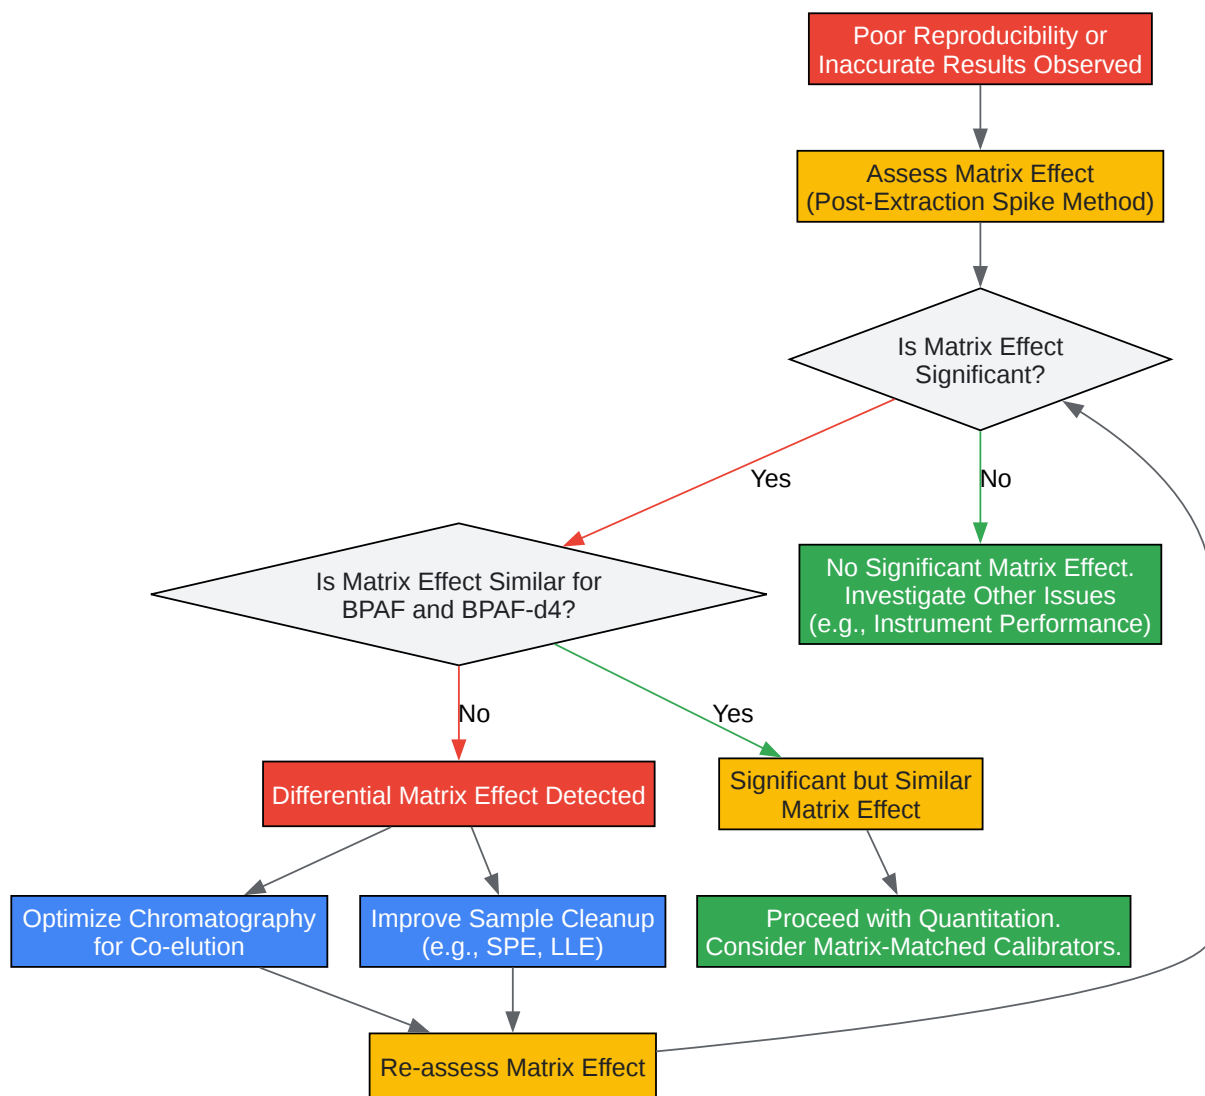 Poor Reproducibility or
Inaccurate Results Observed
Assess Matrix Effect
(Post-Extraction Spike Method)
Is Matrix Effect
Significant?
Yes
No
Is Matrix Effect Similar for
BPAF and BPAF-d4?
No Significant Matrix Effect.
Investigate Other Issues
(e.g., Instrument Performance)
No
Yes
Differential Matrix Effect Detected
Significant but Similar
Matrix Effect
Optimize Chromatography
for Co-elution
Improve Sample Cleanup
(e.g., SPE, LLE)
Proceed with Quantitation.
Consider Matrix-Matched Calibrators.
Re-assess Matrix Effect